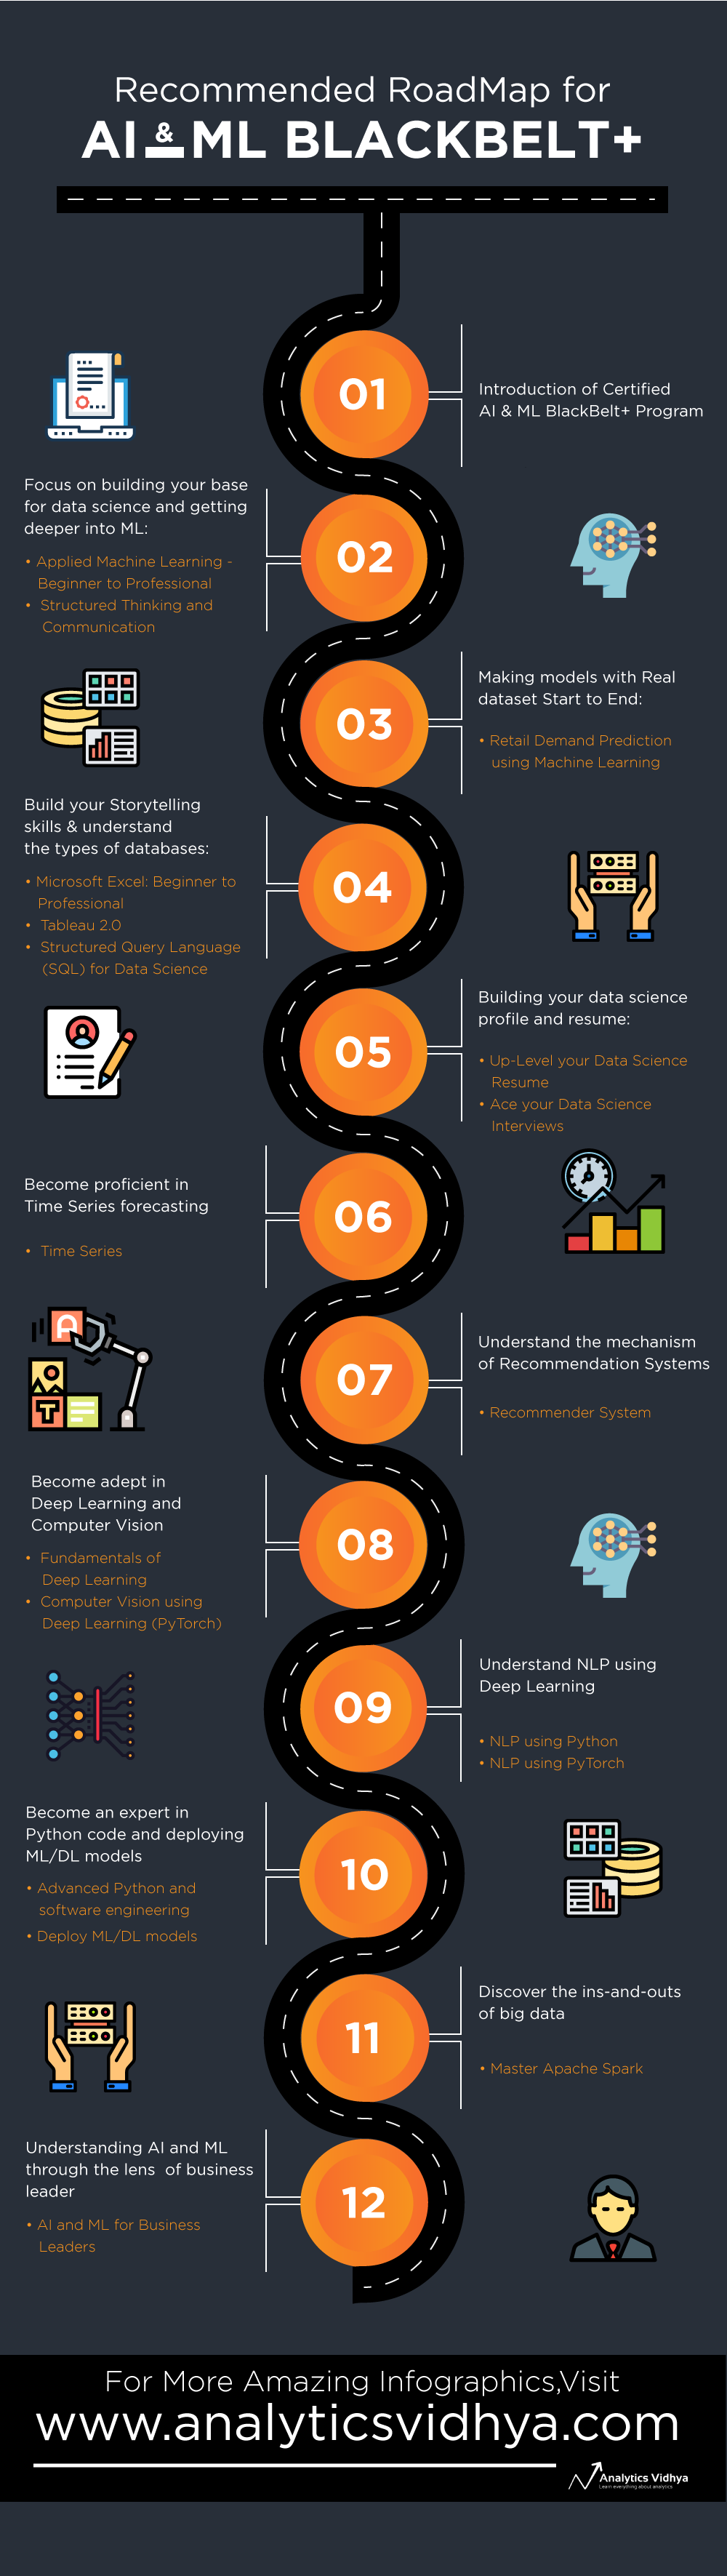 Recommended RoadMap for
AI & ML BLACKBELT+
01
Introduction of Certified
AI & ML BlackBelt+ Program
Focus on building your base
for data science and getting
deeper into ML:
• Applied Machine Learning -
Beginner to Professional
• Structured Thinking and
Communication
02
03
Making models with Real
dataset Start to End:
• Retail Demand Prediction
using Machine Learning
Build your Storytelling
skills & understand
the types of databases:
• Microsoft Excel: Beginner to
Professional
• Tableau 2.0
• Structured Query Language
(SQL) for Data Science
04
05
Building your data science
profile and resume:
• Up-Level your Data Science
Resume
• Ace your Data Science
Interviews
Become proficient in
Time Series forecasting
• Time Series
06
A
T
07
Understand the mechanism
of Recommendation Systems
• Recommender System
Become adept in
Deep Learning and
Computer Vision
• Fundamentals of
Deep Learning
• Computer Vision using
Deep Learning (PyTorch)
08
09
Understand NLP using
Deep Learning
• NLP using Python
• NLP using PyTorch
Become an expert in
Python code and deploying
ML/DL models
• Advanced Python and
software engineering
• Deploy ML/DL models
10
11
Discover the ins-and-outs
of big data
• Master Apache Spark
Understanding AI and ML
through the lens of business
leader
• AI and ML for Business
Leaders
12
For More Amazing Infographics,Visit
www.analyticsvidhya.com
Analytics Vidhya
Learn everything about analytics